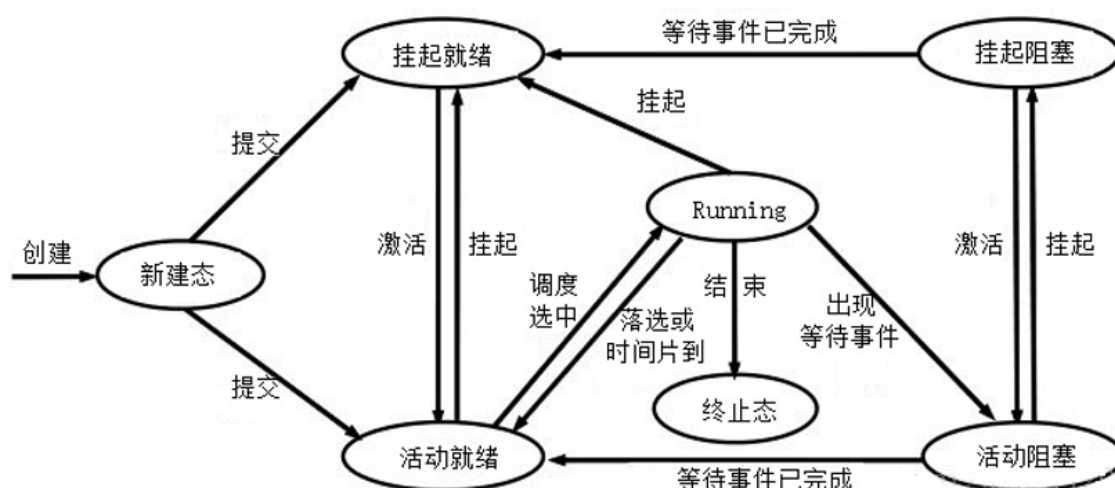 等待事件已完成
挂起就绪
挂起阻塞
挂起
提交
Running
创建
新建态
激活
挂起
调度
选中
落选或
时间片到
结 束
出现
等待事件
激活
挂起
提交
终止态
活动就绪
活动阻塞
等待事件已完成